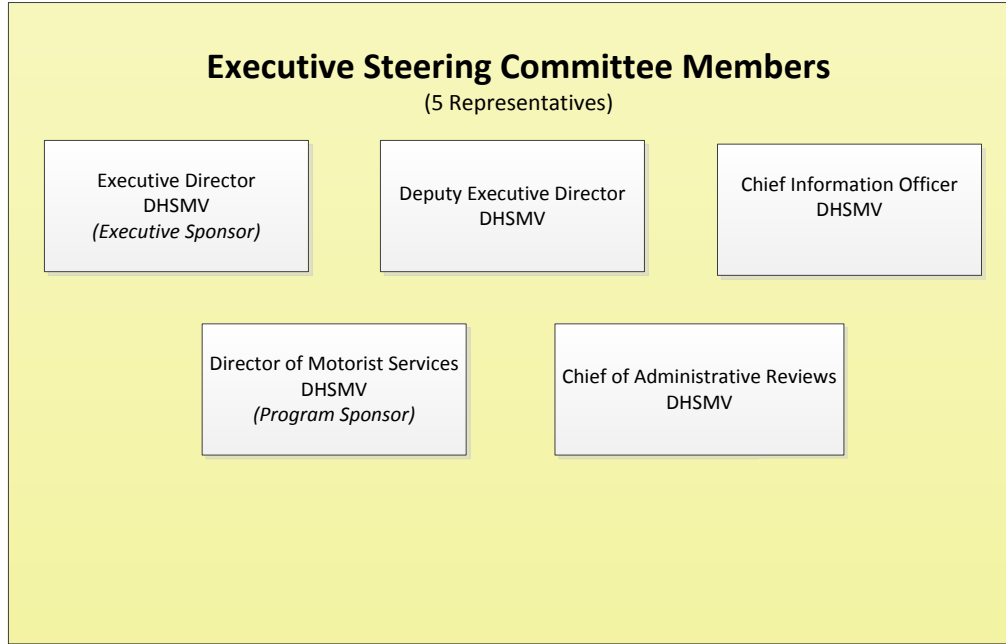 Executive Steering Committee Members
(5 Representatives)
Executive Director
DHSMV
(Executive Sponsor)
Deputy Executive Director
DHSMV
Chief Information Officer
DHSMV
Director of Motorist Services
DHSMV
(Program Sponsor)
Chief of Administrative Reviews
DHSMV